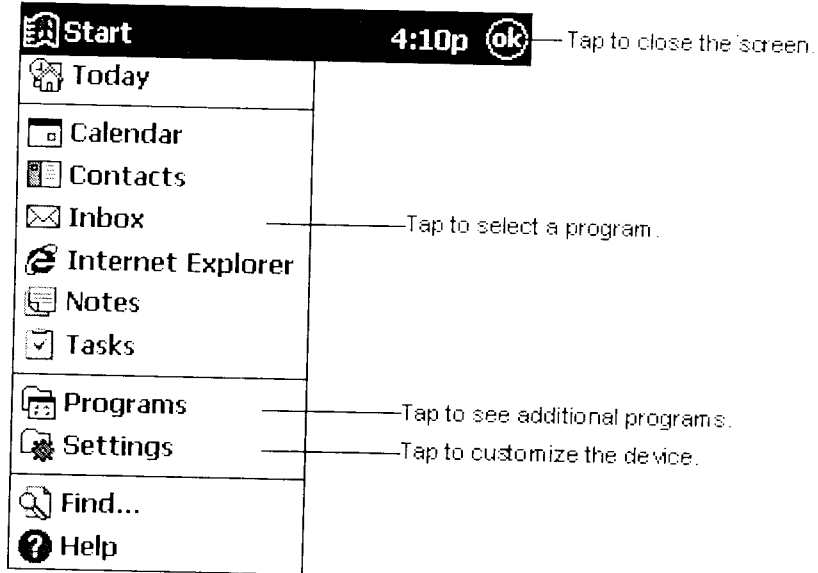 Start 4:10p ok Tap to close the screen.
Today
Calendar
Contacts
Inbox Tap to select a program.
Internet Explorer
Notes
Tasks
Programs Tap to see additional programs.
Settings Tap to customize the device.
Find...
Help